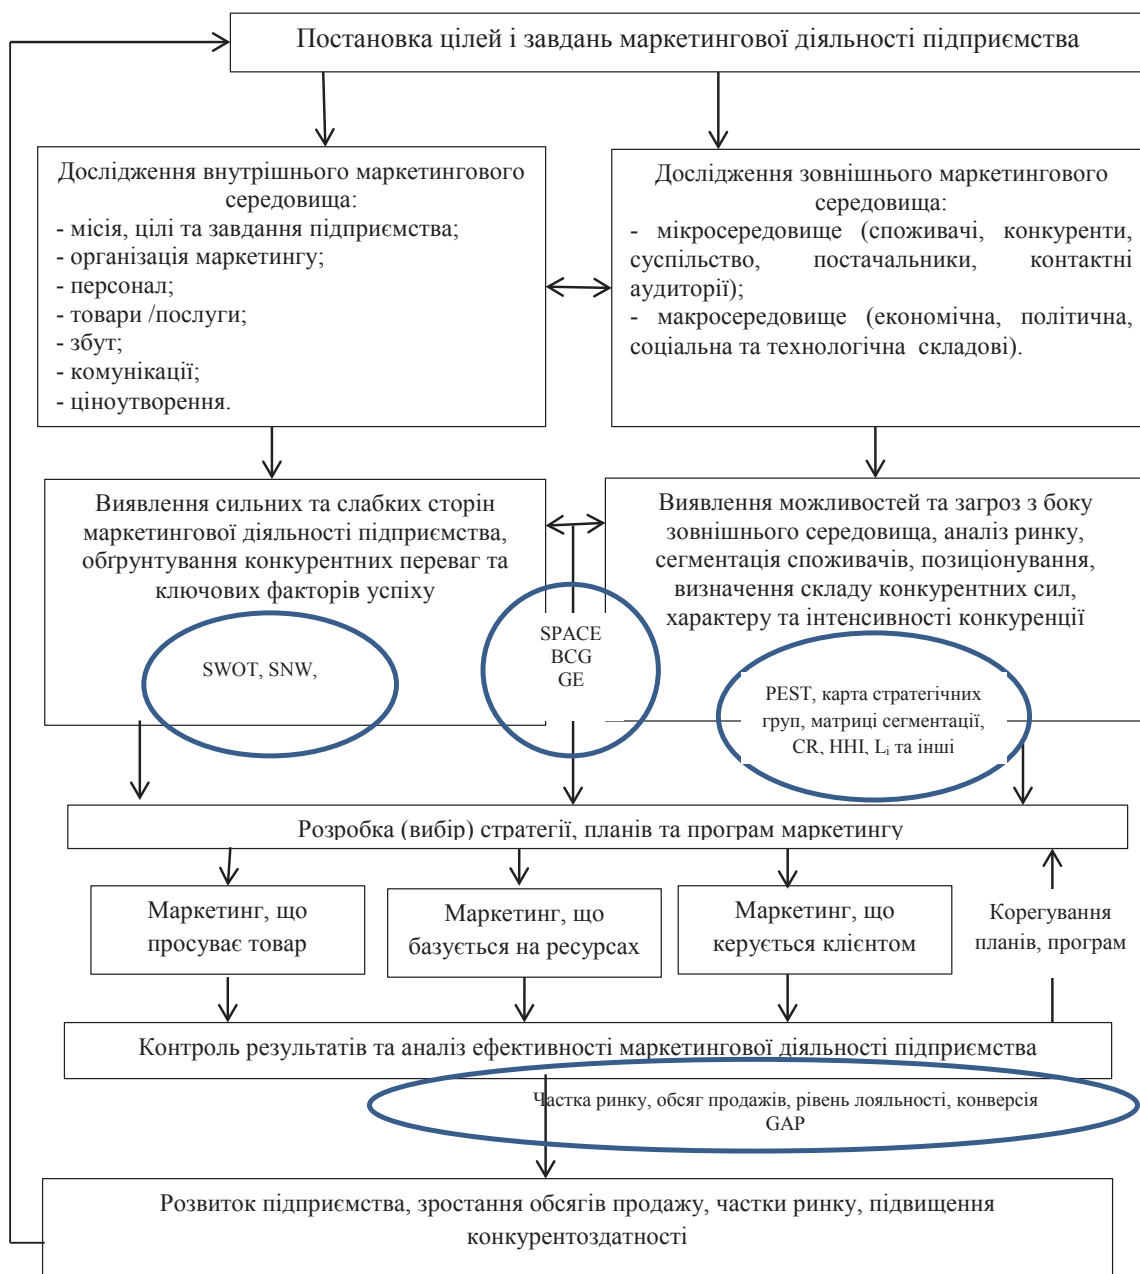 Постановка цілей і завдань маркетингової діяльності підприємства
Дослідження внутрішнього маркетингового
середовища:
- місія, цілі та завдання підприємства;
- організація маркетингу;
- персонал;
- товари /послуги;
- збут;
- комунікації;
- ціноутворення.
Дослідження зовнішнього маркетингового
середовища:
- мікросередовище (споживачі, конкуренти,
суспільство, постачальники, контактні
аудиторії);
- макросередовище (економічна, політична,
соціальна та технологічна складові).
Виявлення сильних та слабких сторін
маркетингової діяльності підприємства,
обґрунтування конкурентних переваг та
ключових факторів успіху
SWOT, SNW,
SPACE
BCG
GE
Виявлення можливостей та загроз з боку
зовнішнього середовища, аналіз ринку,
сегментація споживачів, позиціонування,
визначення складу конкурентних сил,
характеру та інтенсивності конкуренції
PEST, карта стратегічних
груп, матриці сегментації,
CR, HHI, Lᵢ та інші
Розробка (вибір) стратегії, планів та програм маркетингу
Маркетинг, що
просуває товар
Маркетинг, що
базується на ресурсах
Маркетинг, що
керується клієнтом
Корегування
планів, програм
Контроль результатів та аналіз ефективності маркетингової діяльності підприємства
Частка ринку, обсяг продажів, рівень лояльності, конверсія
GAP
Розвиток підприємства, зростання обсягів продажу, частки ринку, підвищення
конкурентоздатності